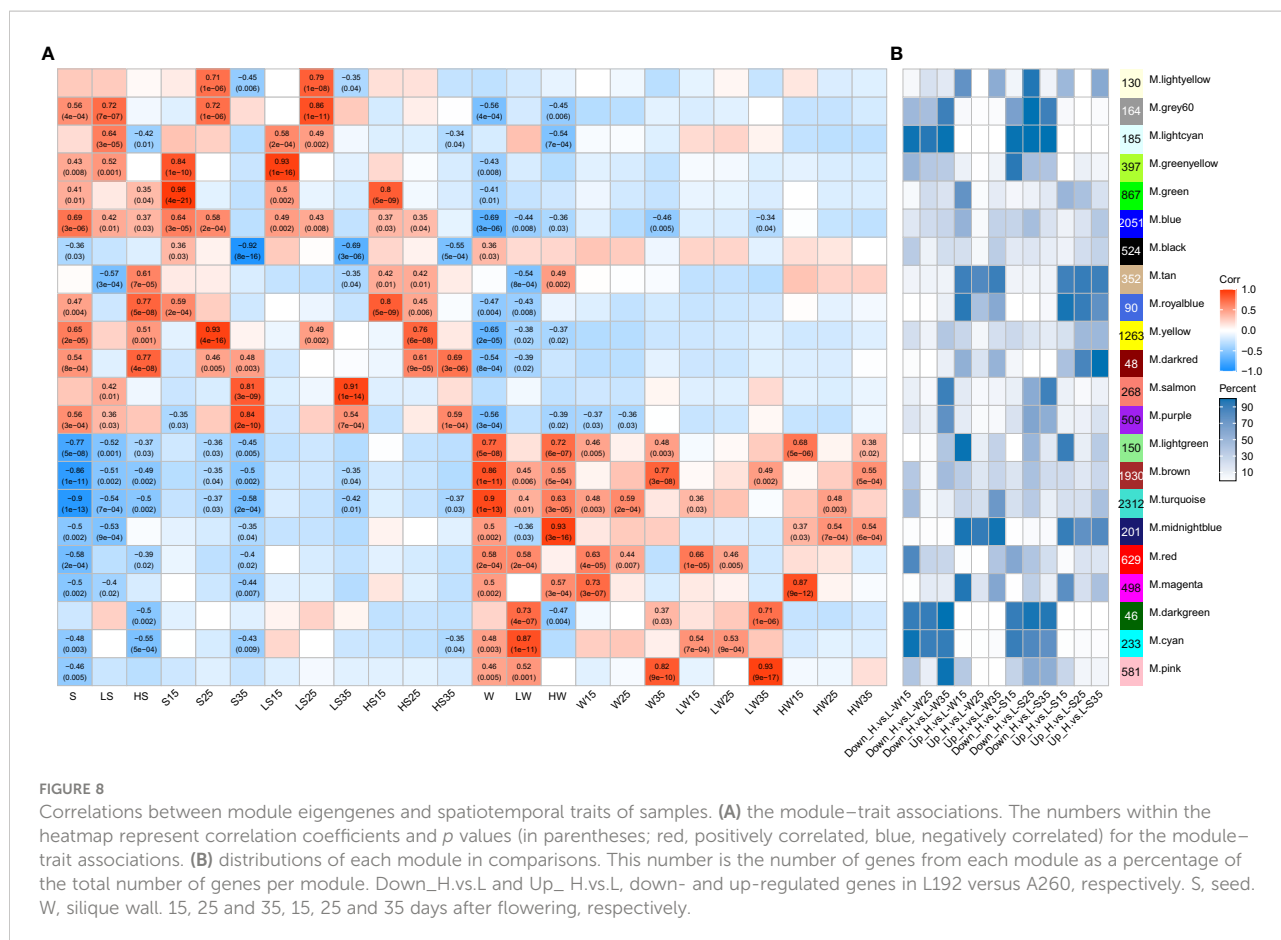 A
B
0.71 −0.45 0.79 −0.35
(1e−06) (0.006) (1e−08) (0.04)
130 M.lightyellow
0.56 0.72 0.72 0.86 −0.56 −0.45
(4e−04) (7e−07) (1e−06) (1e−11) (4e−04) (0.006)
164 M.grey60
0.64 −0.42 0.58 0.49 −0.34 −0.54
(3e−05) (0.01) (2e−04) (0.002) (0.04) (7e−04)
185 M.lightcyan
0.43 0.52 0.84 0.93 −0.43
(0.008) (0.001) (1e−10) (1e−16) (0.008)
397 M.greenyellow
0.41 0.35 0.96 0.5 0.8 −0.41
(0.01) (0.04) (4e−21) (0.002) (5e−09) (0.01)
867 M.green
0.69 0.42 0.37 0.64 0.58 0.49 0.43 0.37 0.35 −0.69 −0.44 −0.36 −0.46 −0.34
(3e−06) (0.01) (0.03) (3e−05) (2e−04) (0.002) (0.008) (0.03) (0.04) (3e−06) (0.008) (0.03) (0.005) (0.04)
2051 M.blue
−0.36 0.36 −0.92 −0.69 −0.55 0.36
(0.03) (0.03) (8e−16) (3e−06) (5e−04) (0.03)
524 M.black
−0.57 0.61 −0.35 0.42 0.42 −0.54 0.49
(3e−04) (7e−05) (0.04) (0.01) (0.01) (8e−04) (0.002)
352 M.tan
0.47 0.77 0.59 0.8 0.45 −0.47 −0.43
(0.004) (5e−08) (2e−04) (5e−09) (0.006) (0.004) (0.008)
90 M.royalblue
0.65 0.51 0.93 0.49 0.76 −0.65 −0.38 −0.37
(2e−05) (0.001) (4e−16) (0.002) (6e−08) (2e−05) (0.02) (0.02)
1263 M.yellow
0.54 0.77 0.46 0.48 0.61 0.69 −0.54 −0.39
(8e−04) (4e−08) (0.005) (0.003) (9e−05) (3e−06) (8e−04) (0.02)
48 M.darkred
0.42 0.81 0.91
(0.01) (3e−09) (1e−14)
268 M.salmon
0.56 0.36 −0.35 0.84 0.54 0.59 −0.56 −0.39 −0.37 −0.36
(3e−04) (0.03) (0.03) (2e−10) (7e−04) (1e−04) (3e−04) (0.02) (0.03) (0.03)
509 M.purple
−0.77 −0.52 −0.37 −0.36 −0.45 0.77 0.72 0.46 0.48 0.68 0.38
(5e−08) (0.001) (0.03) (0.03) (0.005) (5e−08) (6e−07) (0.005) (0.003) (5e−06) (0.02)
150 M.lightgreen
−0.86 −0.51 −0.49 −0.35 −0.5 −0.35 0.86 0.45 0.55 0.77 0.49 0.55
(1e−11) (0.002) (0.002) (0.04) (0.002) (0.04) (1e−11) (0.006) (5e−04) (3e−08) (0.002) (5e−04)
1930 M.brown
−0.9 −0.54 −0.5 −0.37 −0.58 −0.42 −0.37 0.9 0.4 0.63 0.48 0.59 0.36 0.48
(1e−13) (7e−04) (0.002) (0.03) (2e−04) (0.01) (0.03) (1e−13) (0.01) (3e−05) (0.003) (2e−04) (0.03) (0.003)
2312 M.turquoise
−0.5 −0.53 −0.35 0.5 −0.36 0.93 0.37 0.54 0.54
(0.002) (9e−04) (0.04) (0.002) (0.03) (3e−16) (0.03) (7e−04) (6e−04)
201 M.midnightblue
−0.58 −0.39 −0.4 0.58 0.58 0.63 0.44 0.66 0.46
(2e−04) (0.02) (0.02) (2e−04) (2e−04) (4e−05) (0.007) (1e−05) (0.005)
629 M.red
−0.5 −0.4 −0.44 0.5 0.57 0.73 0.87
(0.002) (0.02) (0.007) (0.002) (3e−04) (3e−07) (9e−12)
498 M.magenta
−0.5 0.73 −0.47 0.37 0.71
(0.002) (4e−07) (0.004) (0.03) (1e−06)
46 M.darkgreen
−0.48 −0.55 −0.43 −0.35 0.48 0.87 0.54 0.53
(0.003) (5e−04) (0.009) (0.04) (0.003) (1e−11) (7e−04) (9e−04)
233 M.cyan
−0.46 0.46 0.52 0.82 0.93
(0.005) (0.005) (0.001) (9e−10) (9e−17)
581 M.pink
S LS HS S15 S25 S35 LS15 LS25 LS35 HS15 HS25 HS35 W LW HW W15 W25 W35 LW15 LW25 LW35 HW15 HW25 HW35
Down_H.vs.L-W15
Down_H.vs.L-W25
Down_H.vs.L-W35
Up_H.vs.L-W15
Up_H.vs.L-W25
Up_H.vs.L-W35
Down_H.vs.L-S15
Down_H.vs.L-S25
Down_H.vs.L-S35
Up_H.vs.L-S15
Up_H.vs.L-S25
Up_H.vs.L-S35
Corr
1.0
0.5
0
−0.5
−1.0
Percent
90
70
50
30
10
FIGURE 8
Correlations between module eigengenes and spatiotemporal traits of samples. (A) the module–trait associations. The numbers within the
heatmap represent correlation coefficients and p values (in parentheses; red, positively correlated, blue, negatively correlated) for the module–
trait associations. (B) distributions of each module in comparisons. This number is the number of genes from each module as a percentage of
the total number of genes per module. Down_H.vs.L and Up_ H.vs.L, down- and up-regulated genes in L192 versus A260, respectively. S, seed.
W, silique wall. 15, 25 and 35, 15, 25 and 35 days after flowering, respectively.